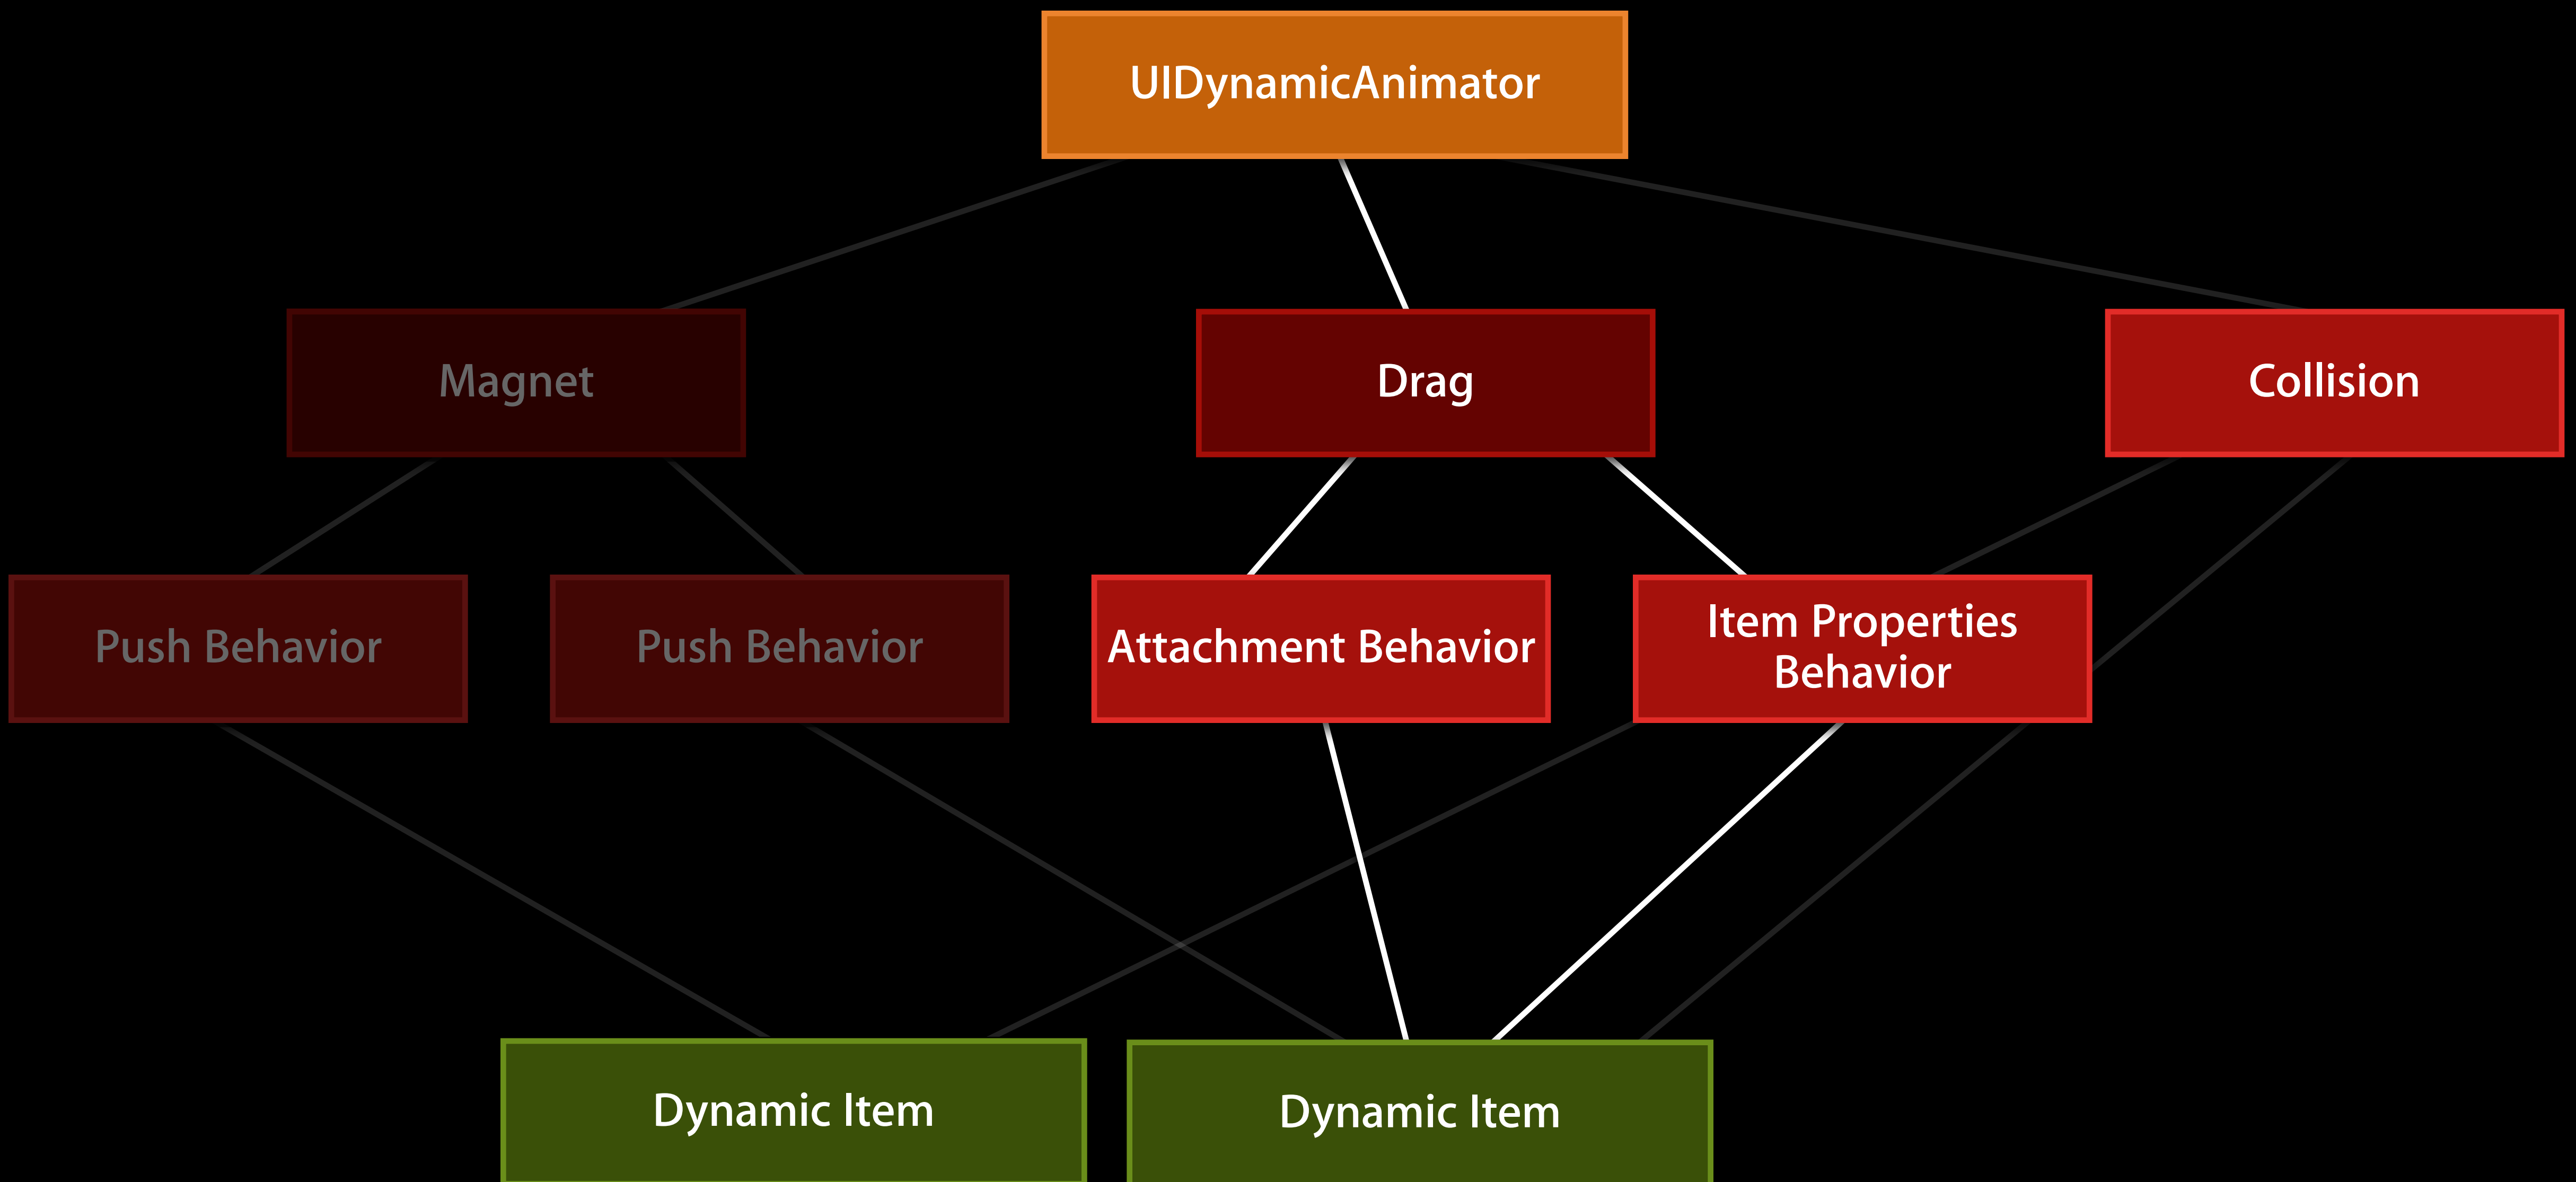 UIDynamicAnimator
Magnet
Drag
Collision
Push Behavior
Push Behavior
Attachment Behavior
Item Properties
Behavior
Dynamic Item
Dynamic Item